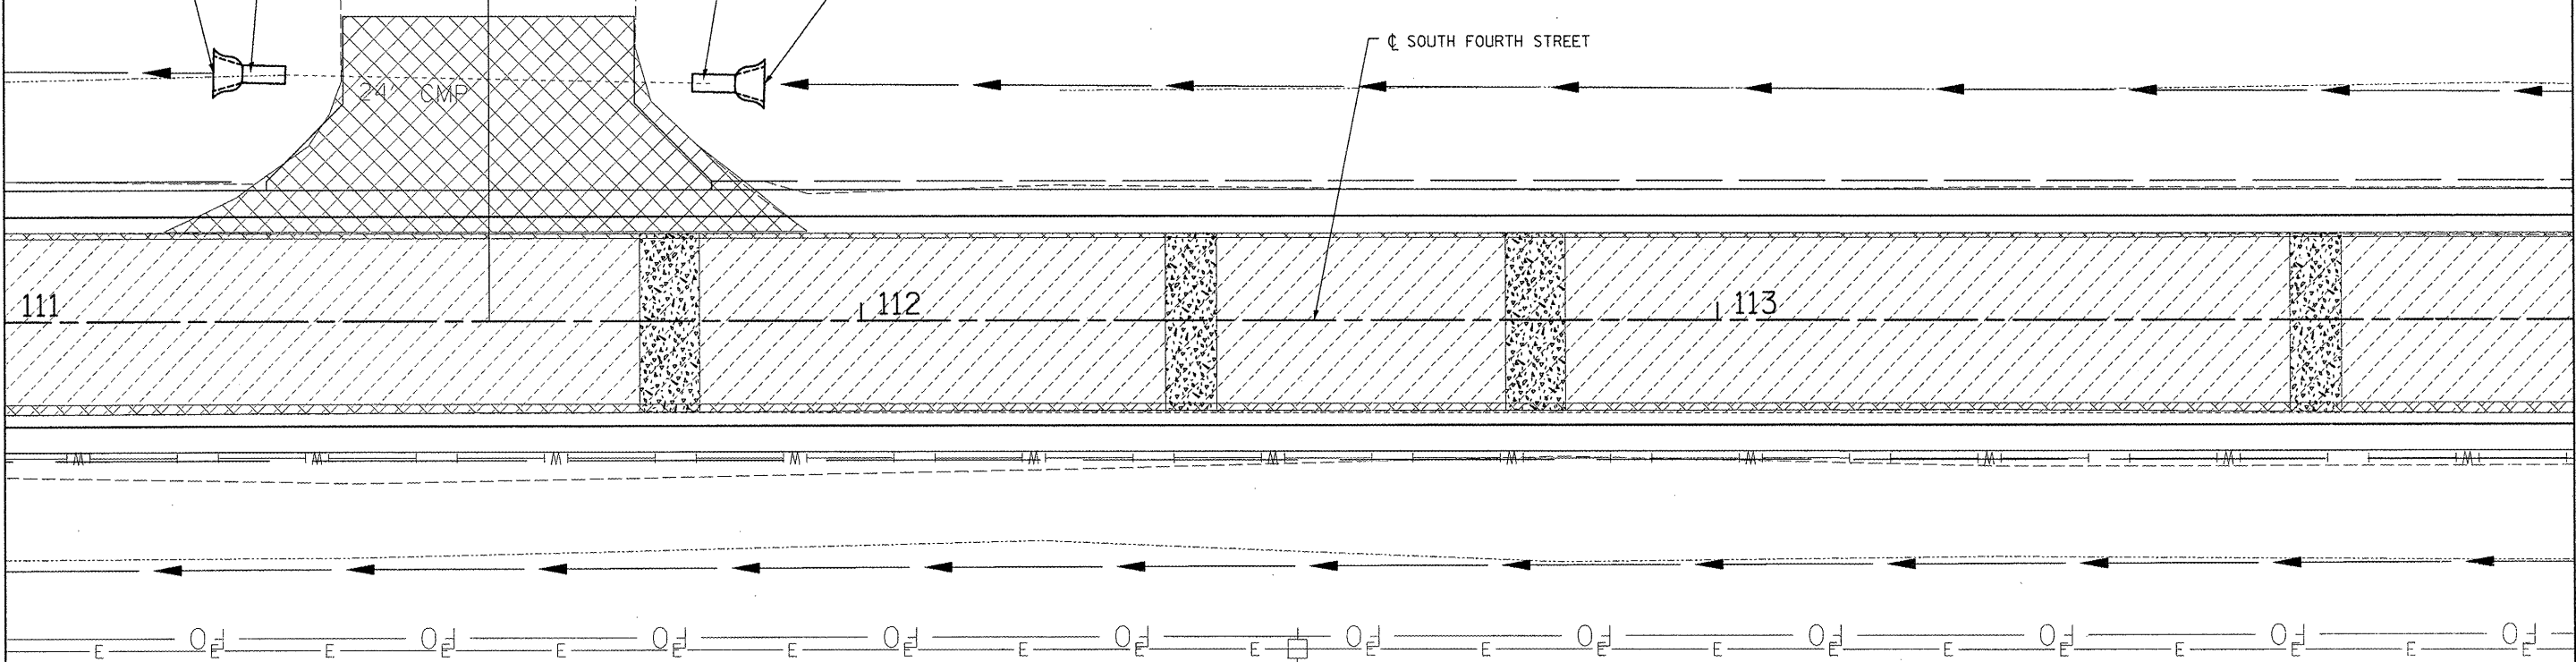 ℄ SOUTH FOURTH STREET
24" CMP
111
112
113
W W W W W W W W W W W